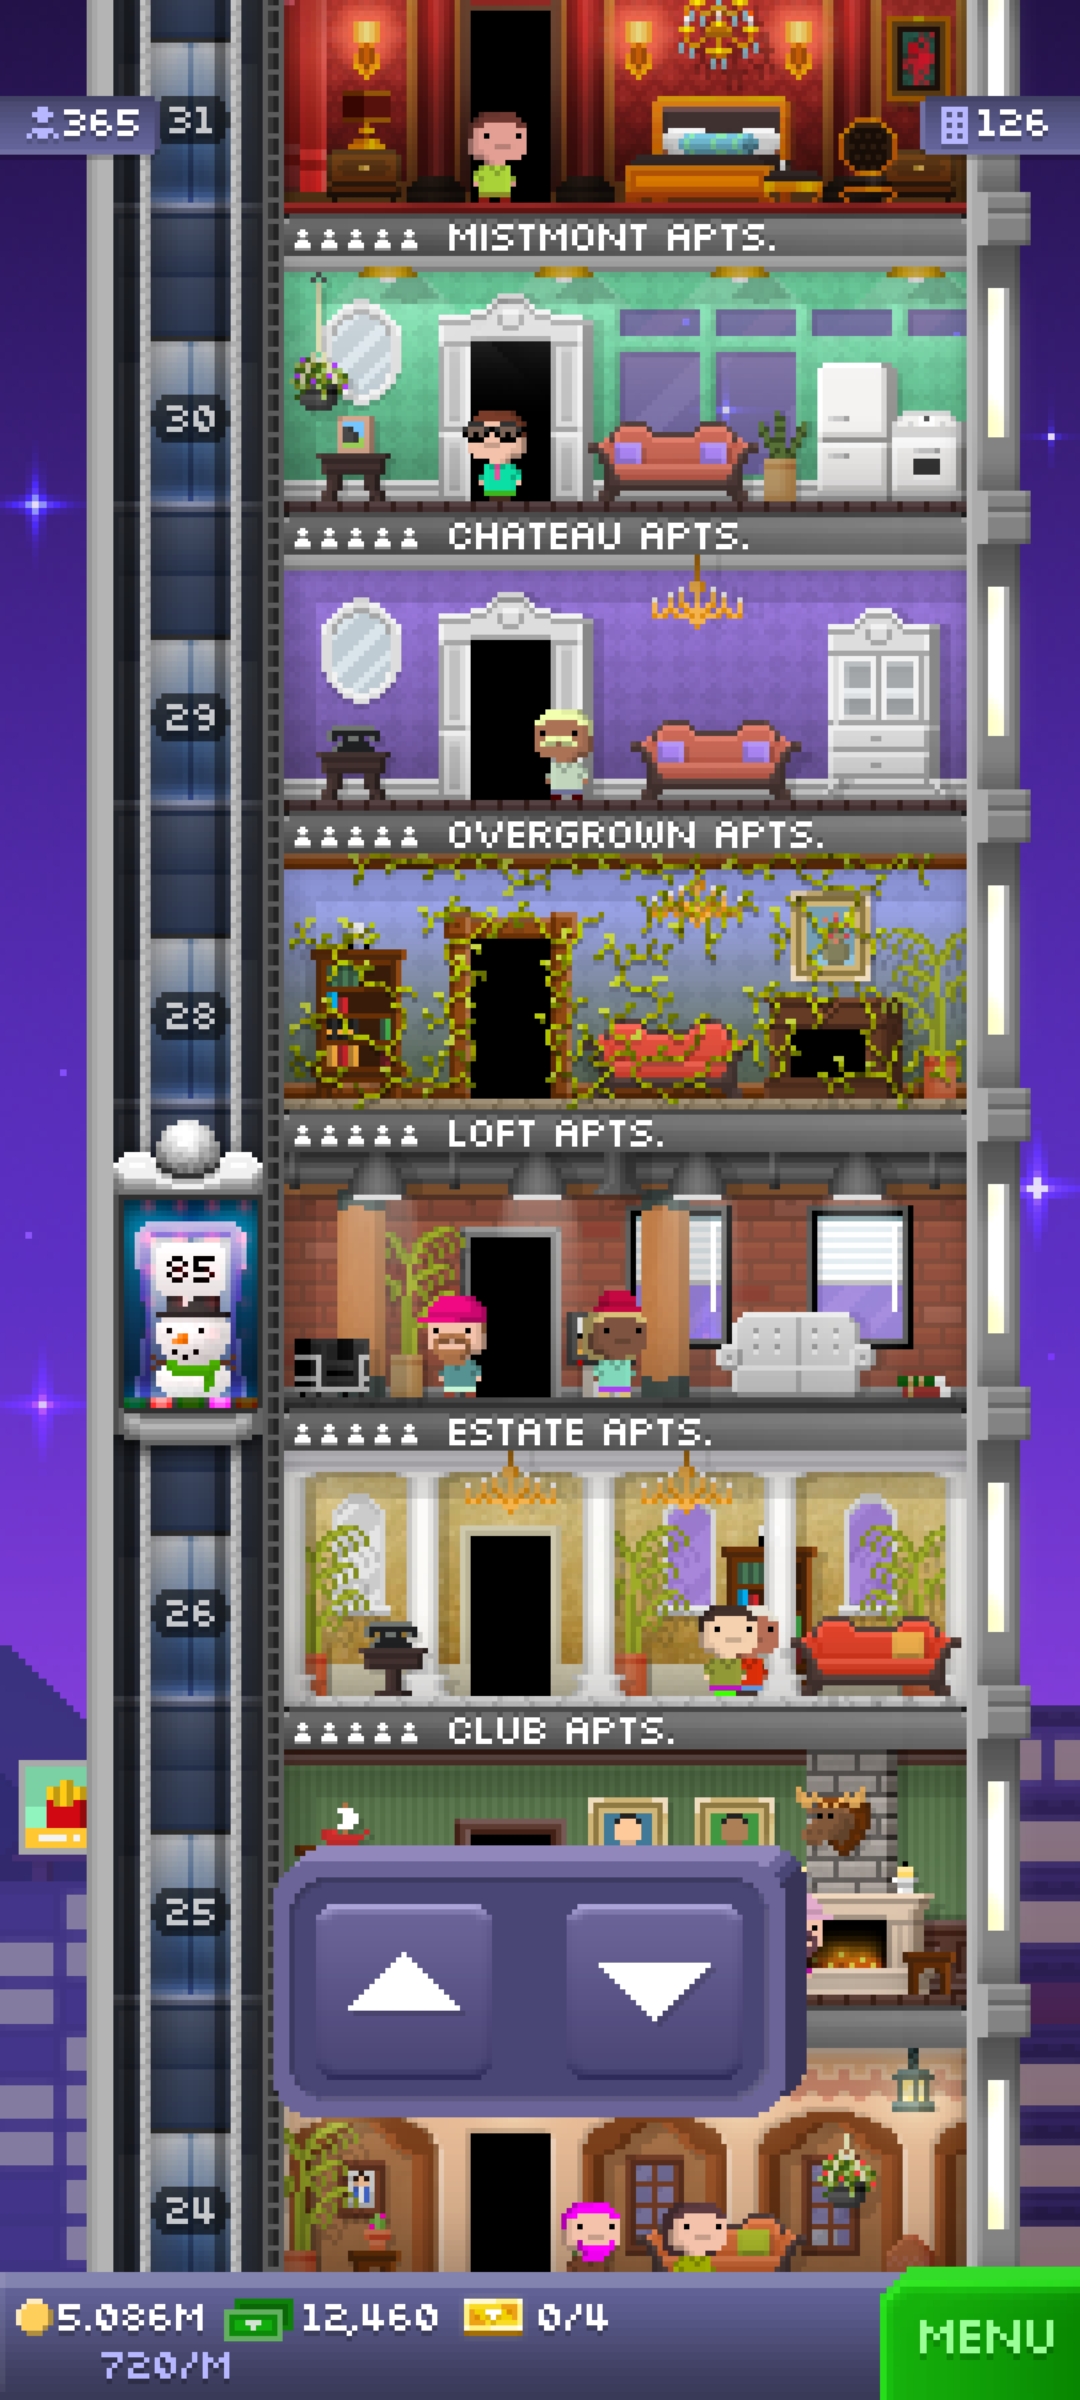 365
31
126
MISTMONT APTS.
30
CHATEAU APTS.
29
OVERGROWN APTS.
28
LOFT APTS.
85
ESTATE APTS.
26
CLUB APTS.
25
24
5.086M
12,460
0/4
720/M
MENU